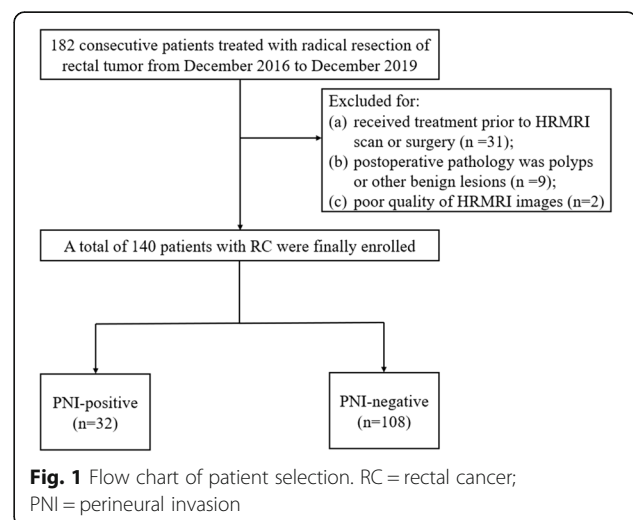 182 consecutive patients treated with radical resection of
rectal tumor from December 2016 to December 2019
Excluded for:
(a) received treatment prior to HRMRI
scan or surgery (n =31);
(b) postoperative pathology was polyps
or other benign lesions (n =9);
(c) poor quality of HRMRI images (n=2)
A total of 140 patients with RC were finally enrolled
PNI-positive
(n=32)
PNI-negative
(n=108)
Fig. 1 Flow chart of patient selection. RC = rectal cancer;
PNI = perineural invasion